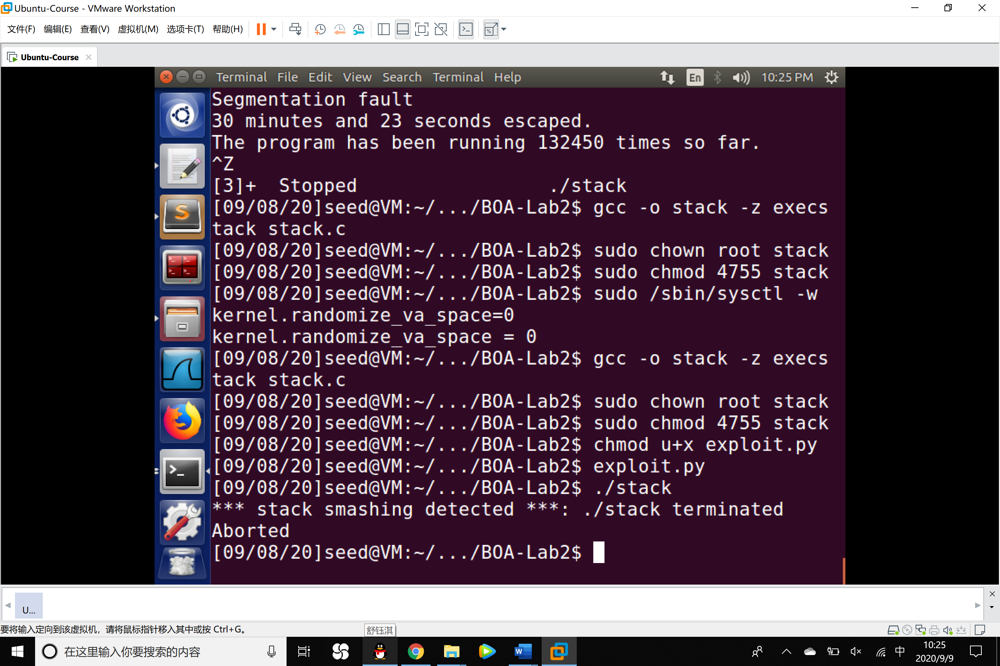 Ubuntu-Course - VMware Workstation
文件(F) 编辑(E) 查看(V) 虚拟机(M) 选项卡(T) 帮助(H)
Ubuntu-Course
Terminal File Edit View Search Terminal Help En 10:25 PM
Segmentation fault
30 minutes and 23 seconds escaped.
The program has been running 132450 times so far.
^Z
[3]+  Stopped                 ./stack
[09/08/20]seed@VM:~/.../BOA-Lab2$ gcc -o stack -z execs
tack stack.c
[09/08/20]seed@VM:~/.../BOA-Lab2$ sudo chown root stack
[09/08/20]seed@VM:~/.../BOA-Lab2$ sudo chmod 4755 stack
[09/08/20]seed@VM:~/.../BOA-Lab2$ sudo /sbin/sysctl -w
kernel.randomize_va_space=0
kernel.randomize_va_space = 0
[09/08/20]seed@VM:~/.../BOA-Lab2$ gcc -o stack -z execs
tack stack.c
[09/08/20]seed@VM:~/.../BOA-Lab2$ sudo chown root stack
[09/08/20]seed@VM:~/.../BOA-Lab2$ sudo chmod 4755 stack
[09/08/20]seed@VM:~/.../BOA-Lab2$ chmod u+x exploit.py
[09/08/20]seed@VM:~/.../BOA-Lab2$ exploit.py
[09/08/20]seed@VM:~/.../BOA-Lab2$ ./stack
*** stack smashing detected ***: ./stack terminated
Aborted
[09/08/20]seed@VM:~/.../BOA-Lab2$
U...
要将输入定向到该虚拟机，请将鼠标指针移入其中或按 Ctrl+G。
舒钰淇
在这里输入你要搜索的内容
中
10:25
2020/9/9